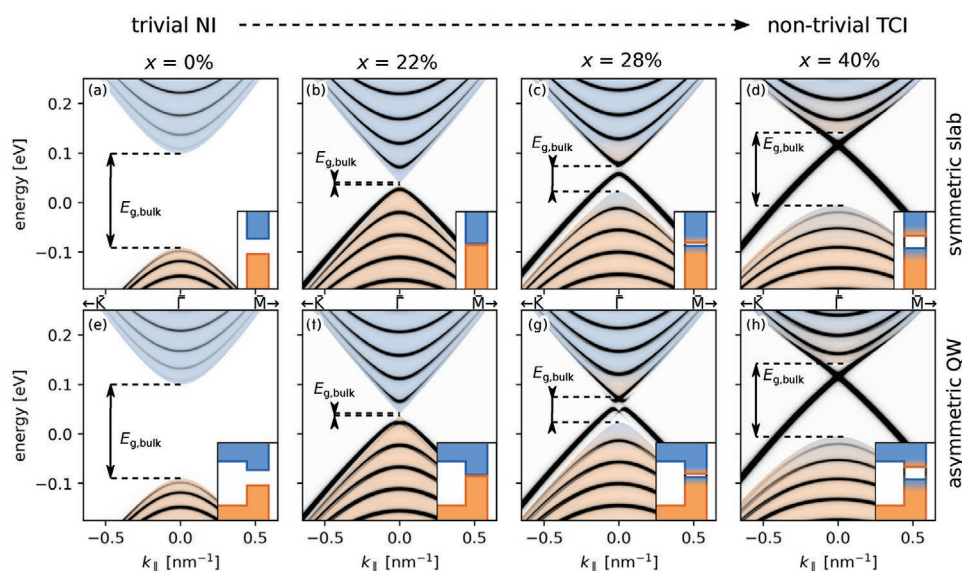 trivial NI non-trivial TCI
x = 0% x = 22% x = 28% x = 40%
(a) (b) (c) (d)
energy [eV]
0.2
0.1
0.0
−0.1
E_g,bulk E_g,bulk E_g,bulk E_g,bulk
symmetric slab
←K̄ Γ̄ M̄→ ←K̄ Γ̄ M̄→ ←K̄ Γ̄ M̄→ ←K̄ Γ̄ M̄→
(e) (f) (g) (h)
energy [eV]
0.2
0.1
0.0
−0.1
E_g,bulk E_g,bulk E_g,bulk E_g,bulk
asymmetric QW
−0.5 0.0 0.5 −0.5 0.0 0.5 −0.5 0.0 0.5 −0.5 0.0 0.5
k_∥ [nm⁻¹] k_∥ [nm⁻¹] k_∥ [nm⁻¹] k_∥ [nm⁻¹]